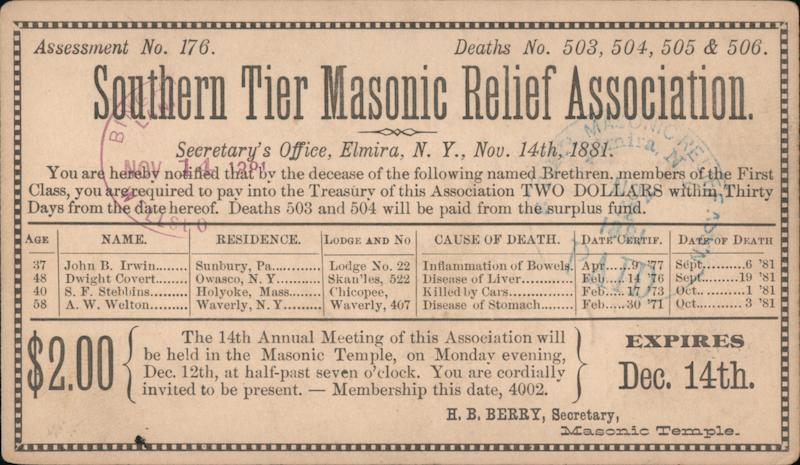 Assessment No. 176. Deaths No. 503, 504, 505 & 506.
Southern Tier Masonic Relief Association.
Secretary's Office, Elmira, N. Y., Nov. 14th, 1881.
You are hereby notified that by the decease of the following named Brethren, members of the First
Class, you are required to pay into the Treasury of this Association TWO DOLLARS within Thirty
Days from the date hereof. Deaths 503 and 504 will be paid from the surplus fund.
AGE NAME. RESIDENCE. LODGE AND No CAUSE OF DEATH. DATE CERTIF. DATE OF DEATH
37 John B. Irwin....... Sunbury, Pa........... Lodge No. 22 Inflammation of Bowels. Apr.... 9 '77 Sept...... 6 '81
48 Dwight Covert...... Owasco, N. Y......... Skan'les, 522 Disease of Liver.......... Feb....14 '76 Sept......19 '81
40 S. F. Stebbins........ Holyoke, Mass....... Chicopee, Killed by Cars............ Feb....17 '73 Oct........ 1 '81
58 A. W. Welton........ Waverly, N. Y........ Waverly, 407 Disease of Stomach..... Feb....30 '71 Oct....... 3 '81
$2.00
The 14th Annual Meeting of this Association will
be held in the Masonic Temple, on Monday evening,
Dec. 12th, at half-past seven o'clock. You are cordially
invited to be present. — Membership this date, 4002.
EXPIRES
Dec. 14th.
H. B. BERRY, Secretary,
Masonic Temple.
NOV 14 1881
PAID